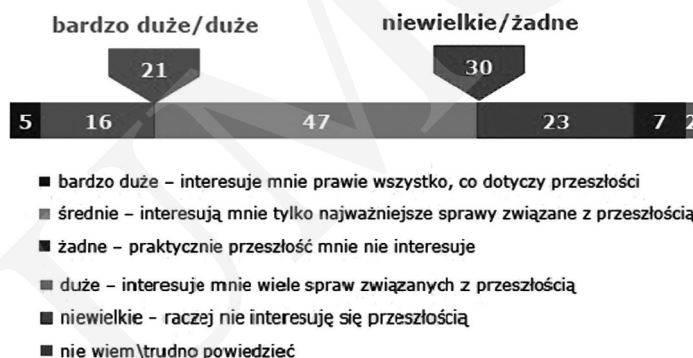 bardzo duże/duże
niewielkie/żadne
21
30
5 16 47 23 7 2
bardzo duże – interesuje mnie prawie wszystko, co dotyczy przeszłości
średnie – interesują mnie tylko najważniejsze sprawy związane z przeszłością
żadne – praktycznie przeszłość mnie nie interesuje
duże – interesuje mnie wiele spraw związanych z przeszłością
niewielkie – raczej nie interesuję się przeszłością
nie wiem\trudno powiedzieć